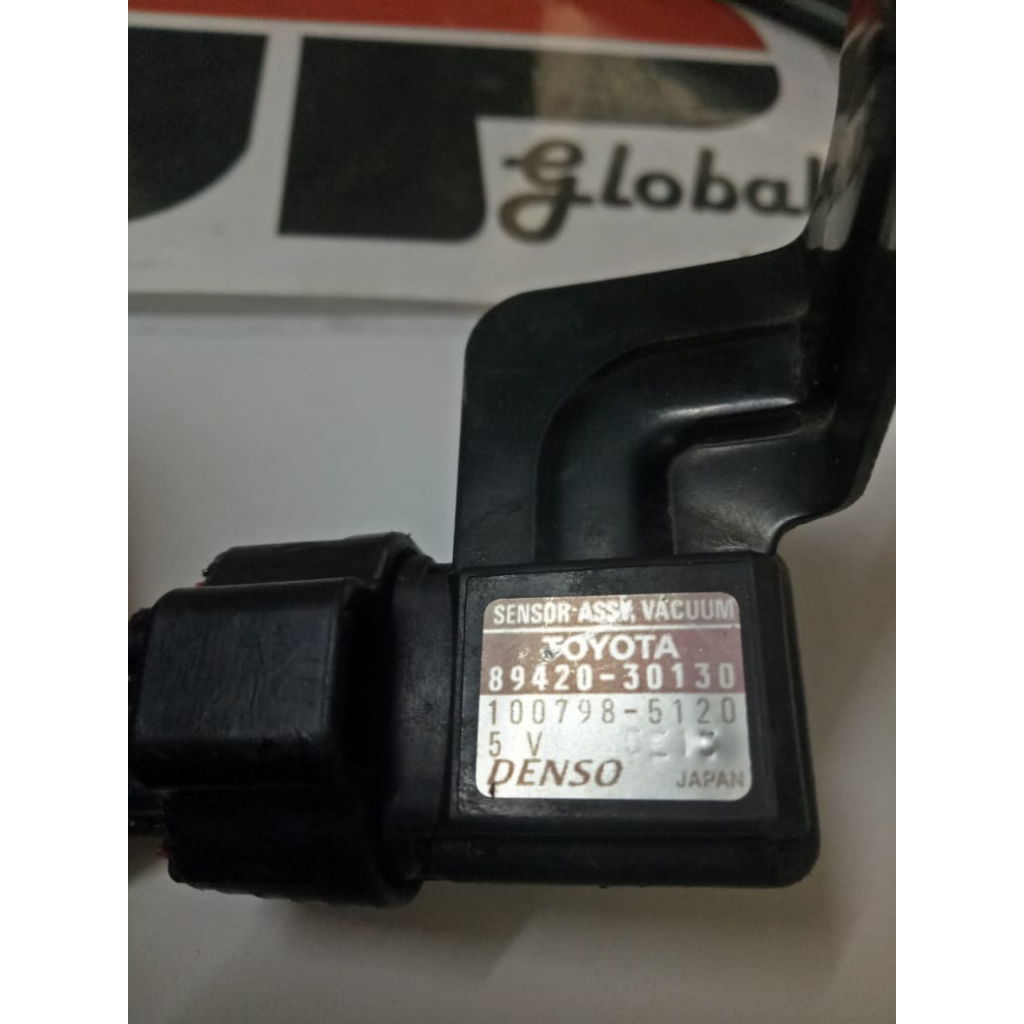 Global
SENSOR ASSY, VACUUM
TOYOTA
89420-30130
100798-5120
5 V
DENSO JAPAN